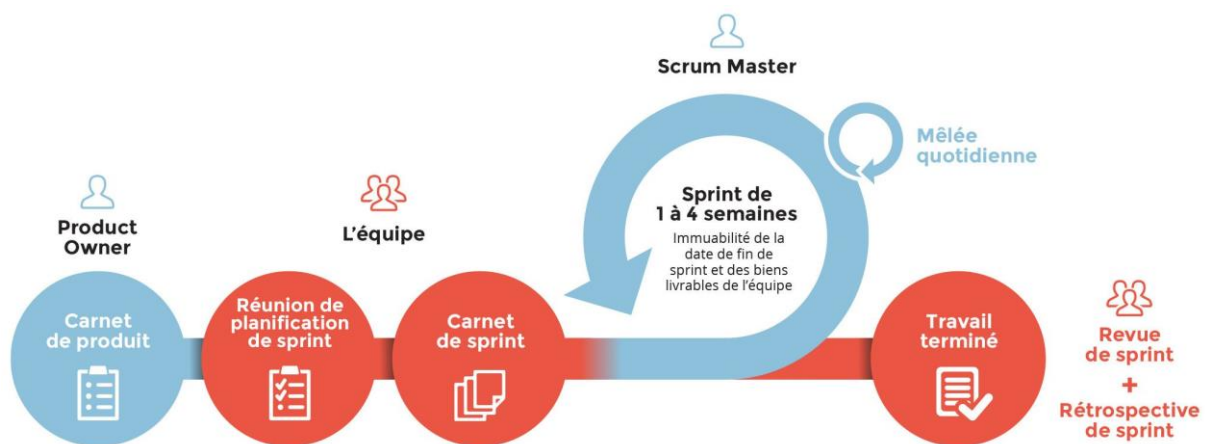 Scrum Master
Mêlée
quotidienne
Product
Owner
L'équipe
Sprint de
1 à 4 semaines
Immuabilité de la
date de fin de
sprint et des biens
livrables de l'équipe
Carnet
de produit
Réunion de
planification
de sprint
Carnet
de sprint
Travail
terminé
Revue
de sprint
+
Rétrospective
de sprint